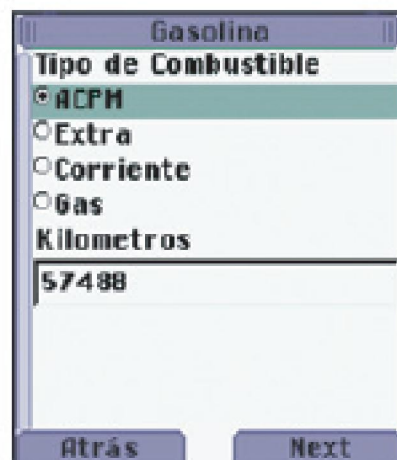 Gasolina
Tipo de Combustible
ACPM
Extra
Corriente
Gas
Kilometros
57488
Atrás Next